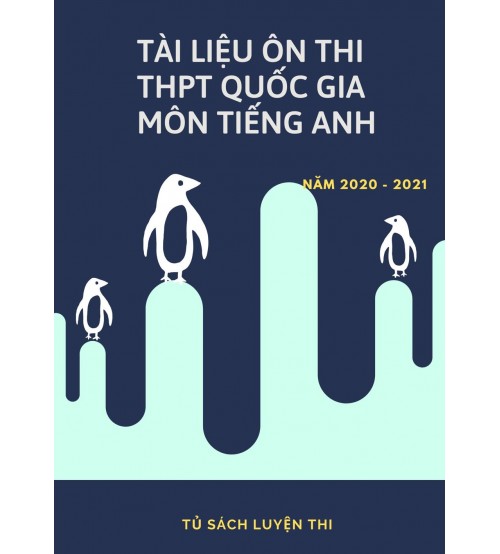 TÀI LIỆU ÔN THI
THPT QUỐC GIA
MÔN TIẾNG ANH
NĂM 2020 - 2021
TỦ SÁCH LUYỆN THI